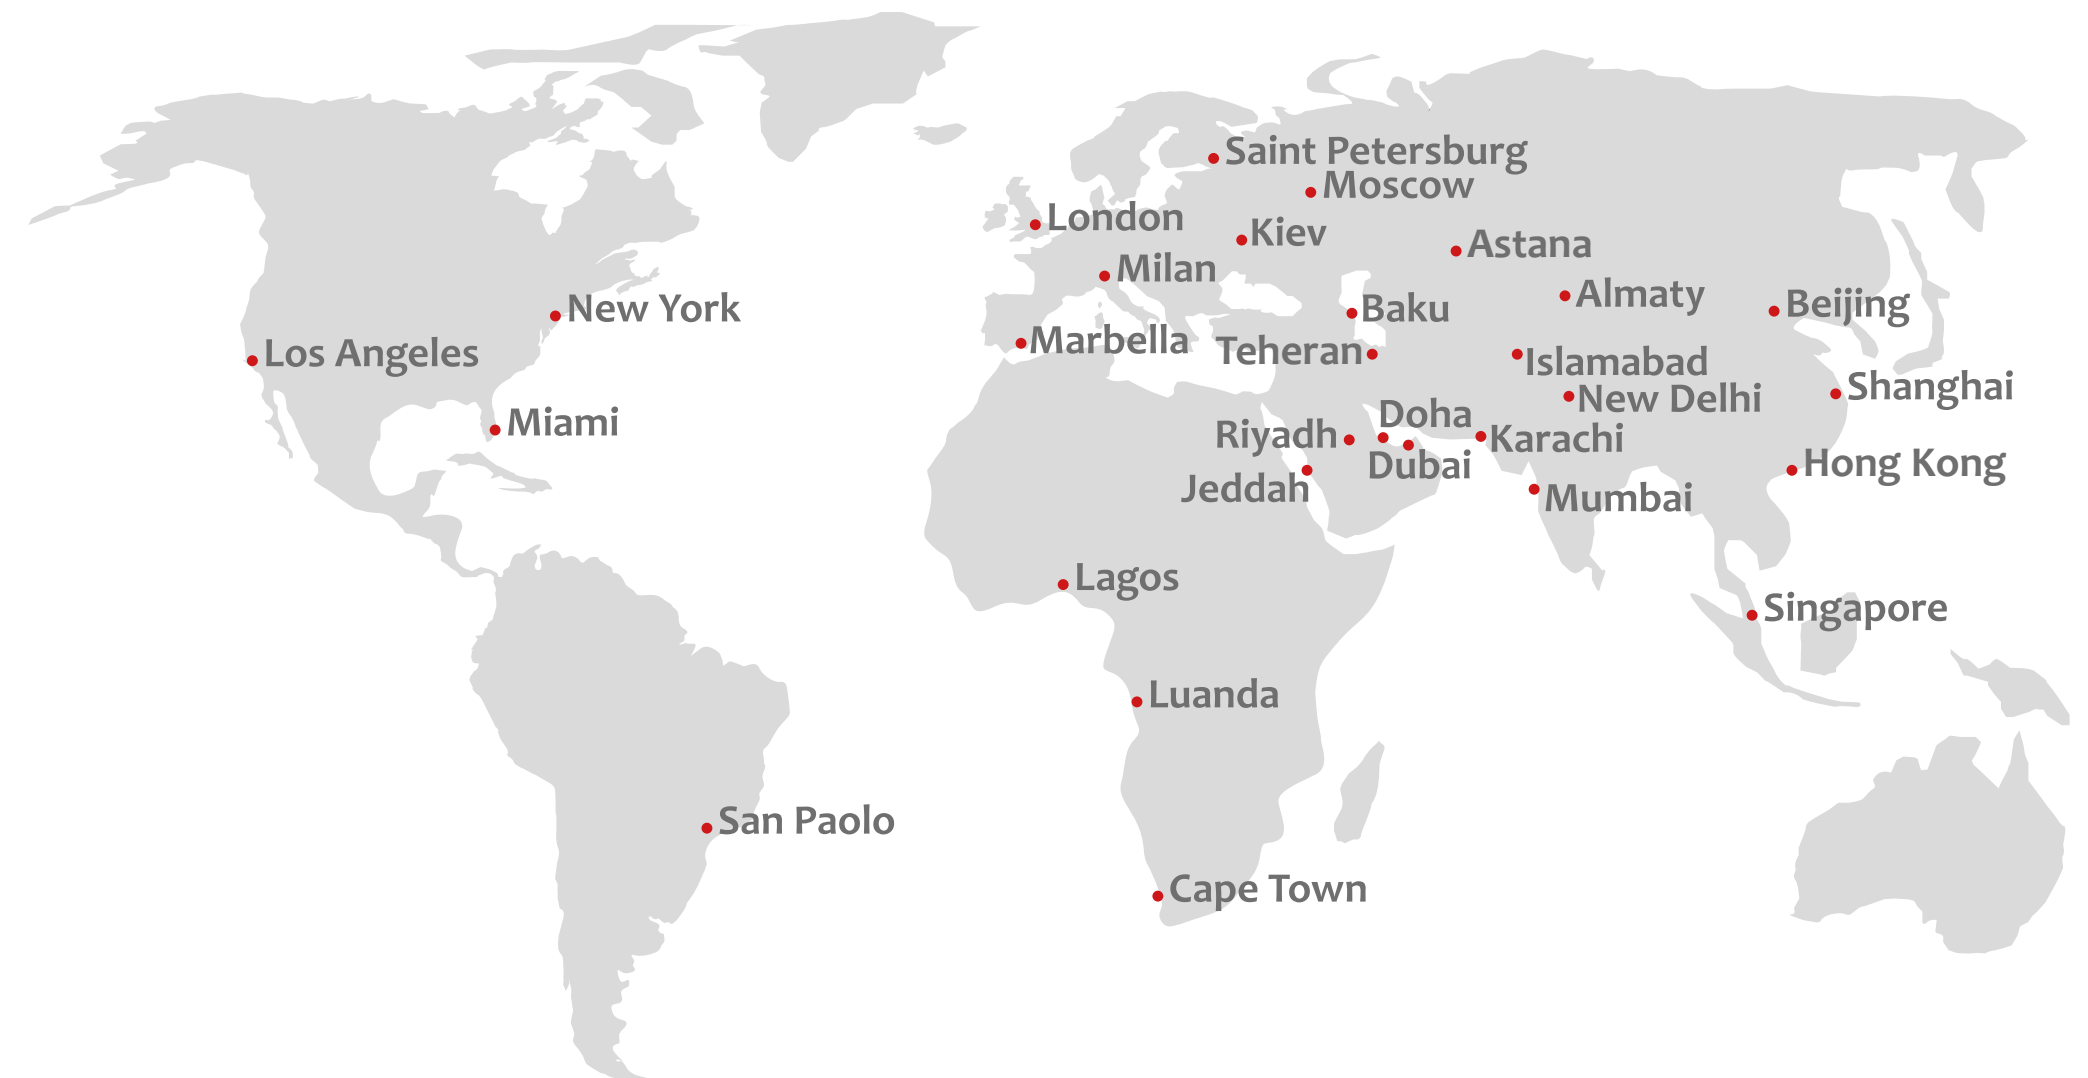 Saint Petersburg
Moscow
London
Kiev
Astana
Milan
Almaty
New York
Baku
Beijing
Marbella
Teheran
Los Angeles
Islamabad
Shanghai
New Delhi
Miami
Doha
Riyadh
Karachi
Dubai
Hong Kong
Jeddah
Mumbai
Lagos
Singapore
Luanda
San Paolo
Cape Town